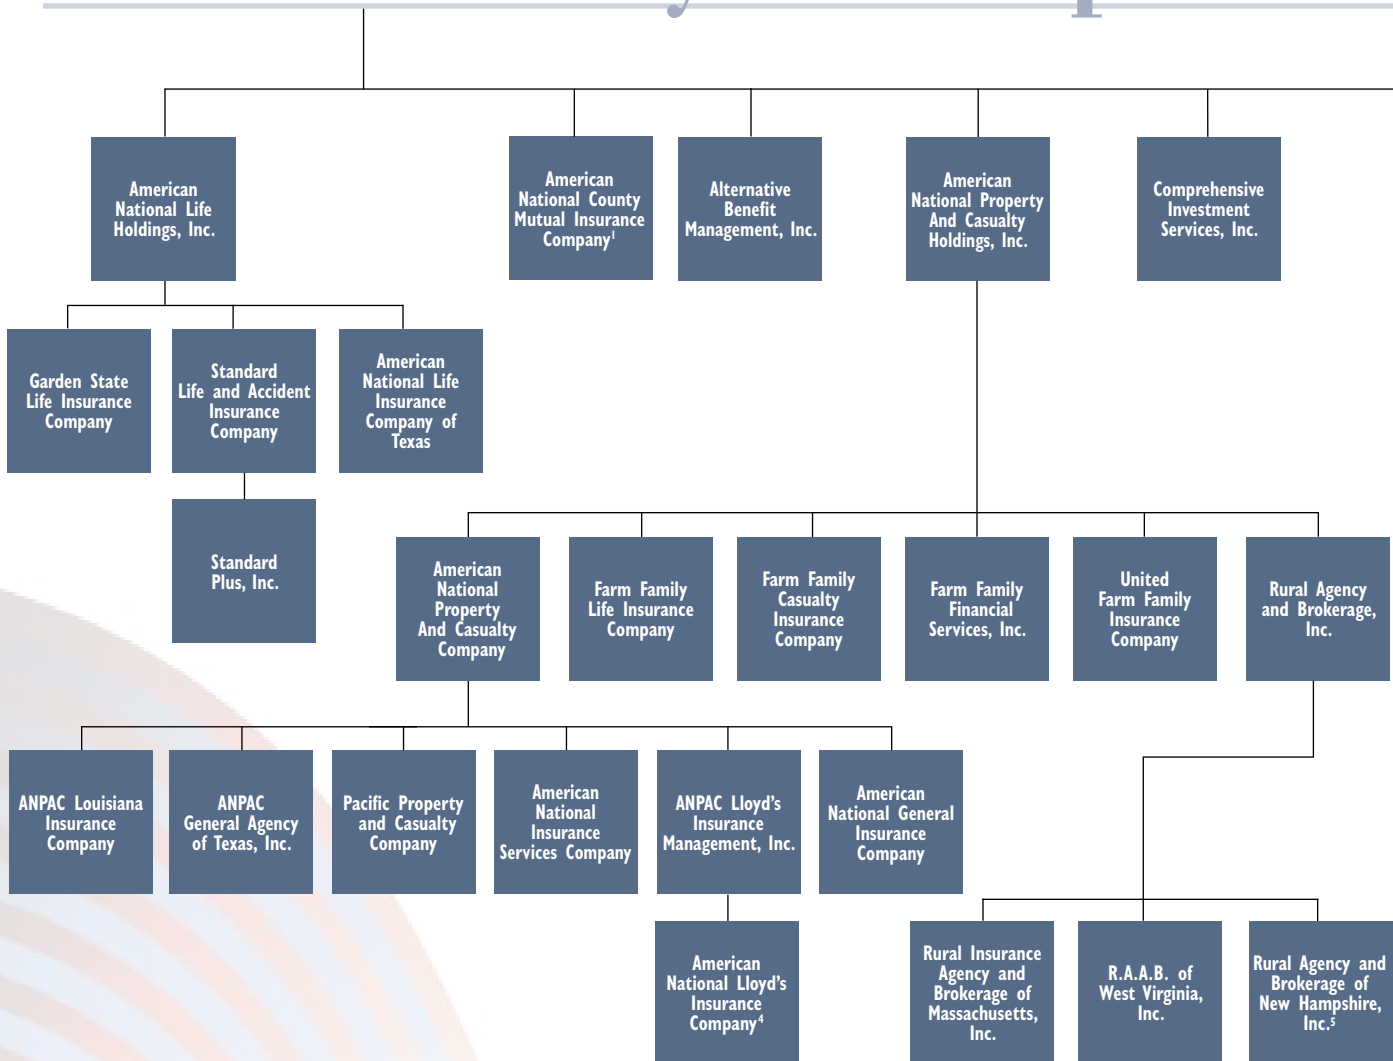 American
National Life
Holdings, Inc.
American
National County
Mutual Insurance
Company¹
Alternative
Benefit
Management, Inc.
American
National Property
And Casualty
Holdings, Inc.
Comprehensive
Investment
Services, Inc.
Garden State
Life Insurance
Company
Standard
Life and Accident
Insurance
Company
American
National Life
Insurance
Company of
Texas
Standard
Plus, Inc.
American
National
Property
And Casualty
Company
Farm Family
Life Insurance
Company
Farm Family
Casualty
Insurance
Company
Farm Family
Financial
Services, Inc.
United
Farm Family
Insurance
Company
Rural Agency
and Brokerage,
Inc.
ANPAC Louisiana
Insurance
Company
ANPAC
General Agency
of Texas, Inc.
Pacific Property
and Casualty
Company
American
National
Insurance
Services Company
ANPAC Lloyd's
Insurance
Management, Inc.
American
National General
Insurance
Company
American
National Lloyd's
Insurance
Company⁴
Rural Insurance
Agency and
Brokerage of
Massachusetts,
Inc.
R.A.A.B. of
West Virginia,
Inc.
Rural Agency and
Brokerage of
New Hampshire,
Inc.⁵